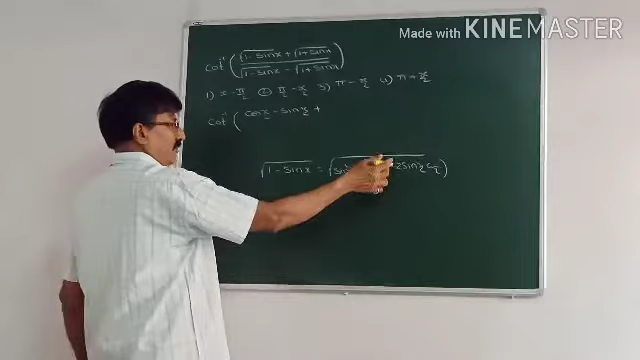 Made with KINEMASTER
Cot⁻¹ ( (√(1-Sinx) + √(1+Sinx)) / (√(1-Sinx) - √(1+Sinx)) )
1) x - π/2 2) π/2 - x/2 3) π - x/2 4) π + x/2
Cot⁻¹ ( Cos x/2 - Sin x/2 +
√(1-Sinx) = √(Sin² - 2Sin x/2 C x/2)